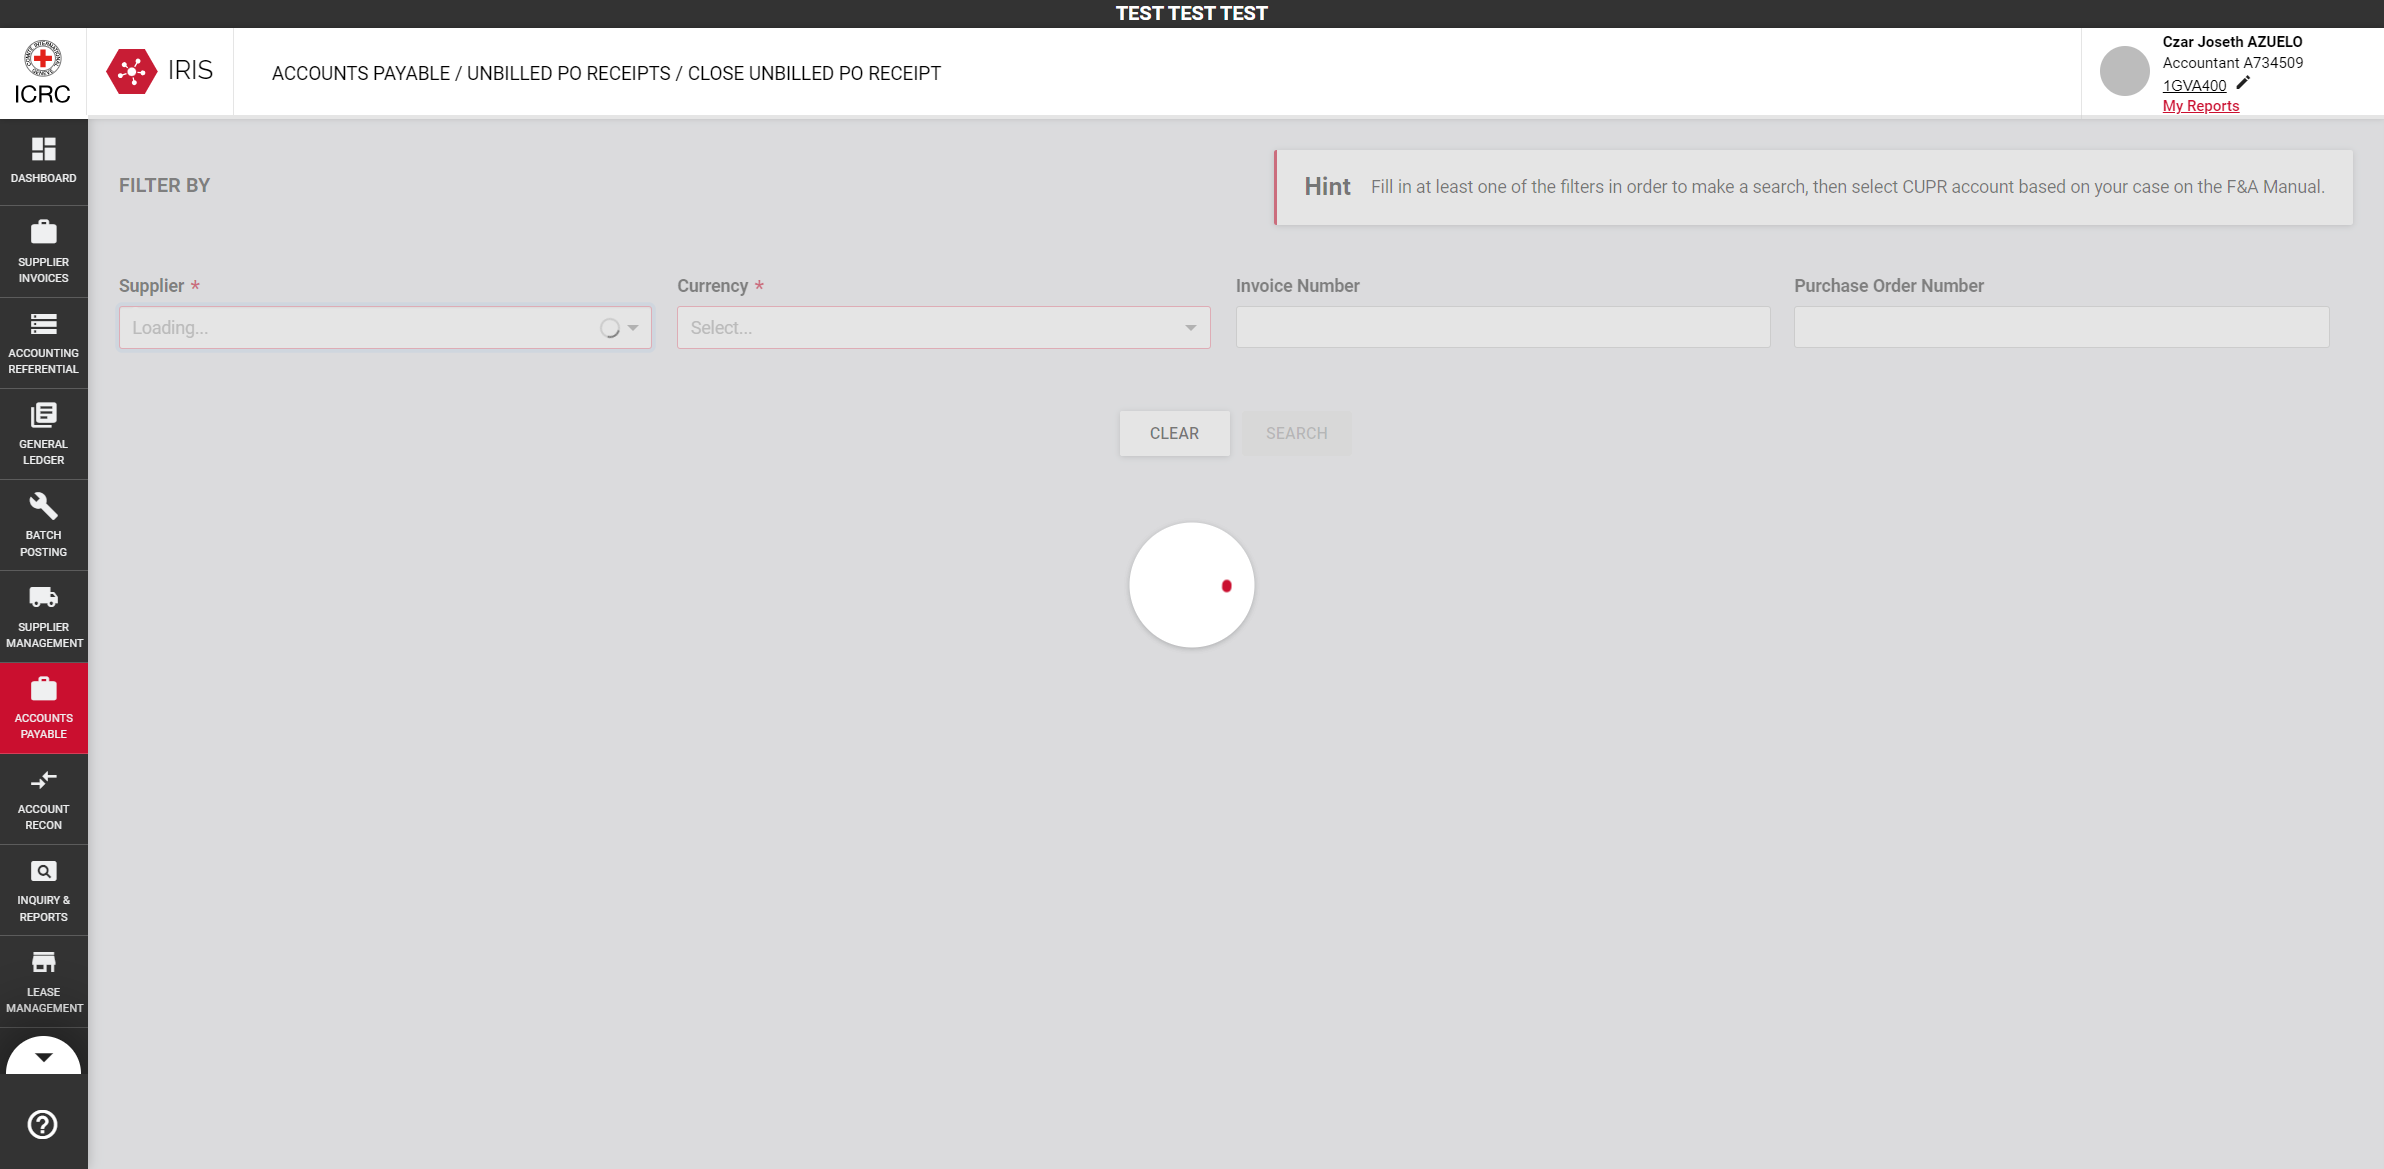 TEST TEST TEST
ICRC
IRIS
ACCOUNTS PAYABLE / UNBILLED PO RECEIPTS / CLOSE UNBILLED PO RECEIPT
Czar Joseth AZUELO
Accountant A734509
1GVA400
My Reports
DASHBOARD
SUPPLIER
INVOICES
ACCOUNTING
REFERENTIAL
GENERAL
LEDGER
BATCH
POSTING
SUPPLIER
MANAGEMENT
ACCOUNTS
PAYABLE
ACCOUNT
RECON
INQUIRY &
REPORTS
LEASE
MANAGEMENT
FILTER BY
Hint Fill in at least one of the filters in order to make a search, then select CUPR account based on your case on the F&A Manual.
Supplier * Currency * Invoice Number Purchase Order Number
Loading... Select...
CLEAR SEARCH